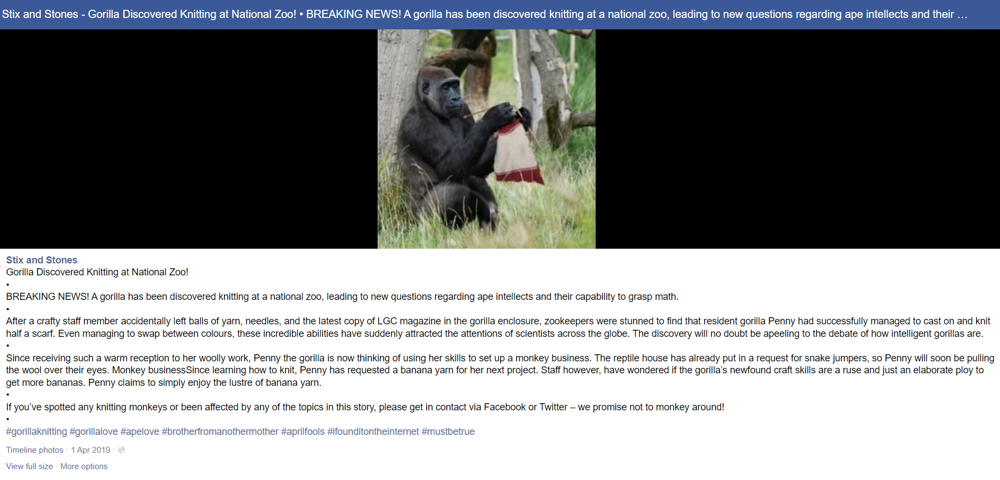 Stix and Stones - Gorilla Discovered Knitting at National Zoo! • BREAKING NEWS! A gorilla has been discovered knitting at a national zoo, leading to new questions regarding ape intellects and their …
Stix and Stones
Gorilla Discovered Knitting at National Zoo!
•
BREAKING NEWS! A gorilla has been discovered knitting at a national zoo, leading to new questions regarding ape intellects and their capability to grasp math.
•
After a crafty staff member accidentally left balls of yarn, needles, and the latest copy of LGC magazine in the gorilla enclosure, zookeepers were stunned to find that resident gorilla Penny had successfully managed to cast on and knit
half a scarf. Even managing to swap between colours, these incredible abilities have suddenly attracted the attentions of scientists across the globe. The discovery will no doubt be apeeling to the debate of how intelligent gorillas are.
•
Since receiving such a warm reception to her woolly work, Penny the gorilla is now thinking of using her skills to set up a monkey business. The reptile house has already put in a request for snake jumpers, so Penny will soon be pulling
the wool over their eyes. Monkey businessSince learning how to knit, Penny has requested a banana yarn for her next project. Staff however, have wondered if the gorilla’s newfound craft skills are a ruse and just an elaborate ploy to
get more bananas. Penny claims to simply enjoy the lustre of banana yarn.
•
If you’ve spotted any knitting monkeys or been affected by any of the topics in this story, please get in contact via Facebook or Twitter – we promise not to monkey around!
•
#gorillaknitting #gorillalove #apelove #brotherfromanothermother #aprilfools #ifounditontheinternet #mustbetrue
Timeline photos · 1 Apr 2019 ·
View full size · More options